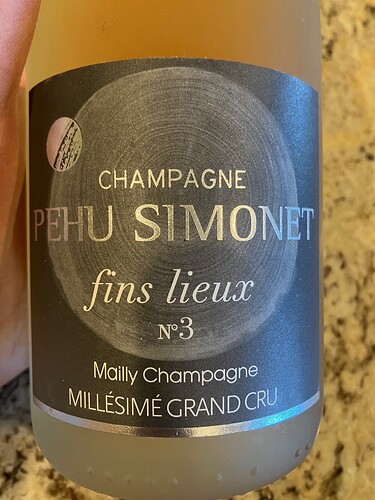 CHAMPAGNE
PEHU SIMONET
fins lieux
N°3
Mailly Champagne
MILLÉSIMÉ GRAND CRU